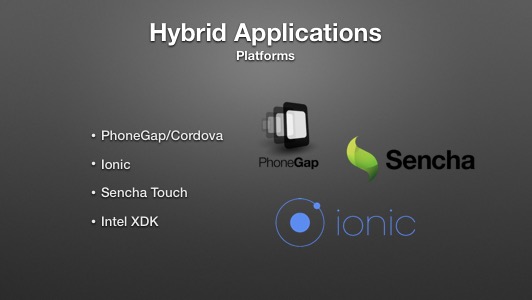 Hybrid Applications
Platforms
• PhoneGap/Cordova
• Ionic
• Sencha Touch
• Intel XDK
PhoneGap
Sencha
ionic